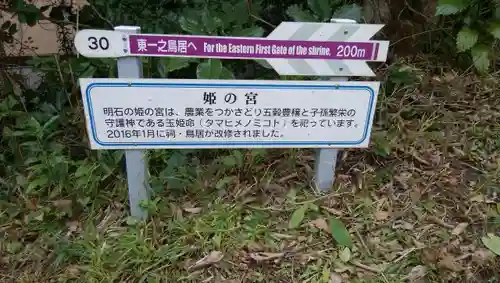 30 東一之鳥居へ For the Eastern First Gate of the shrine. 200m
姫の宮
明石の姫の宮は、農業をつかさどり五穀豊穣と子孫繁栄の
守護神である玉姫命（タマヒメノミコト）を祀っています。
2018年1月に祠・鳥居が改修されました。